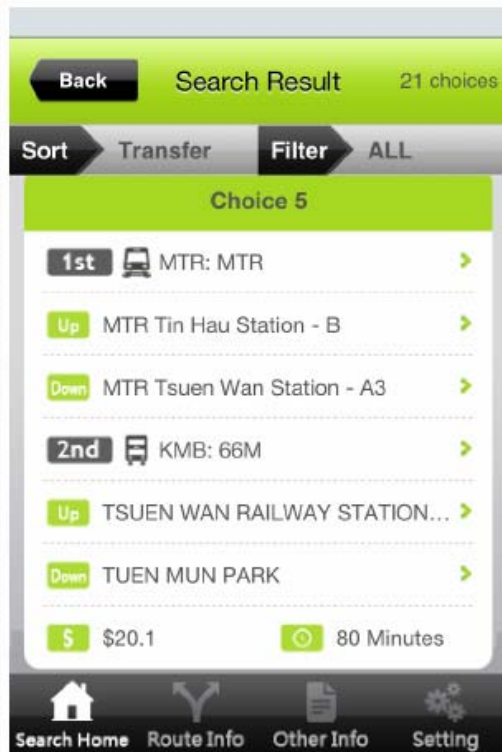 Back Search Result 21 choices
Sort Transfer Filter ALL
Choice 5
1st MTR: MTR
Up MTR Tin Hau Station - B
Down MTR Tsuen Wan Station - A3
2nd KMB: 66M
Up TSUEN WAN RAILWAY STATION...
Down TUEN MUN PARK
$ $20.1 80 Minutes
Search Home Route Info Other Info Setting